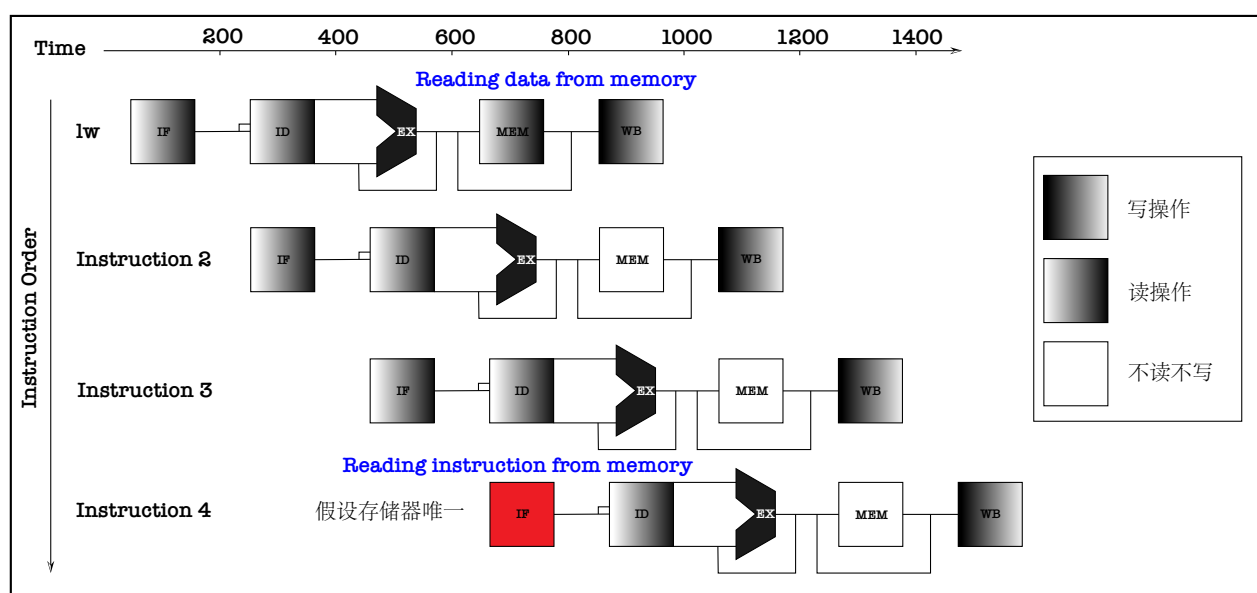 Time 200 400 600 800 1000 1200 1400
Reading data from memory
lw IF ID EX MEM WB
写操作
Instruction 2 IF ID EX MEM WB
读操作
Instruction Order
不读不写
Instruction 3 IF ID EX MEM WB
Reading instruction from memory
Instruction 4 假设存储器唯一 IF ID EX MEM WB